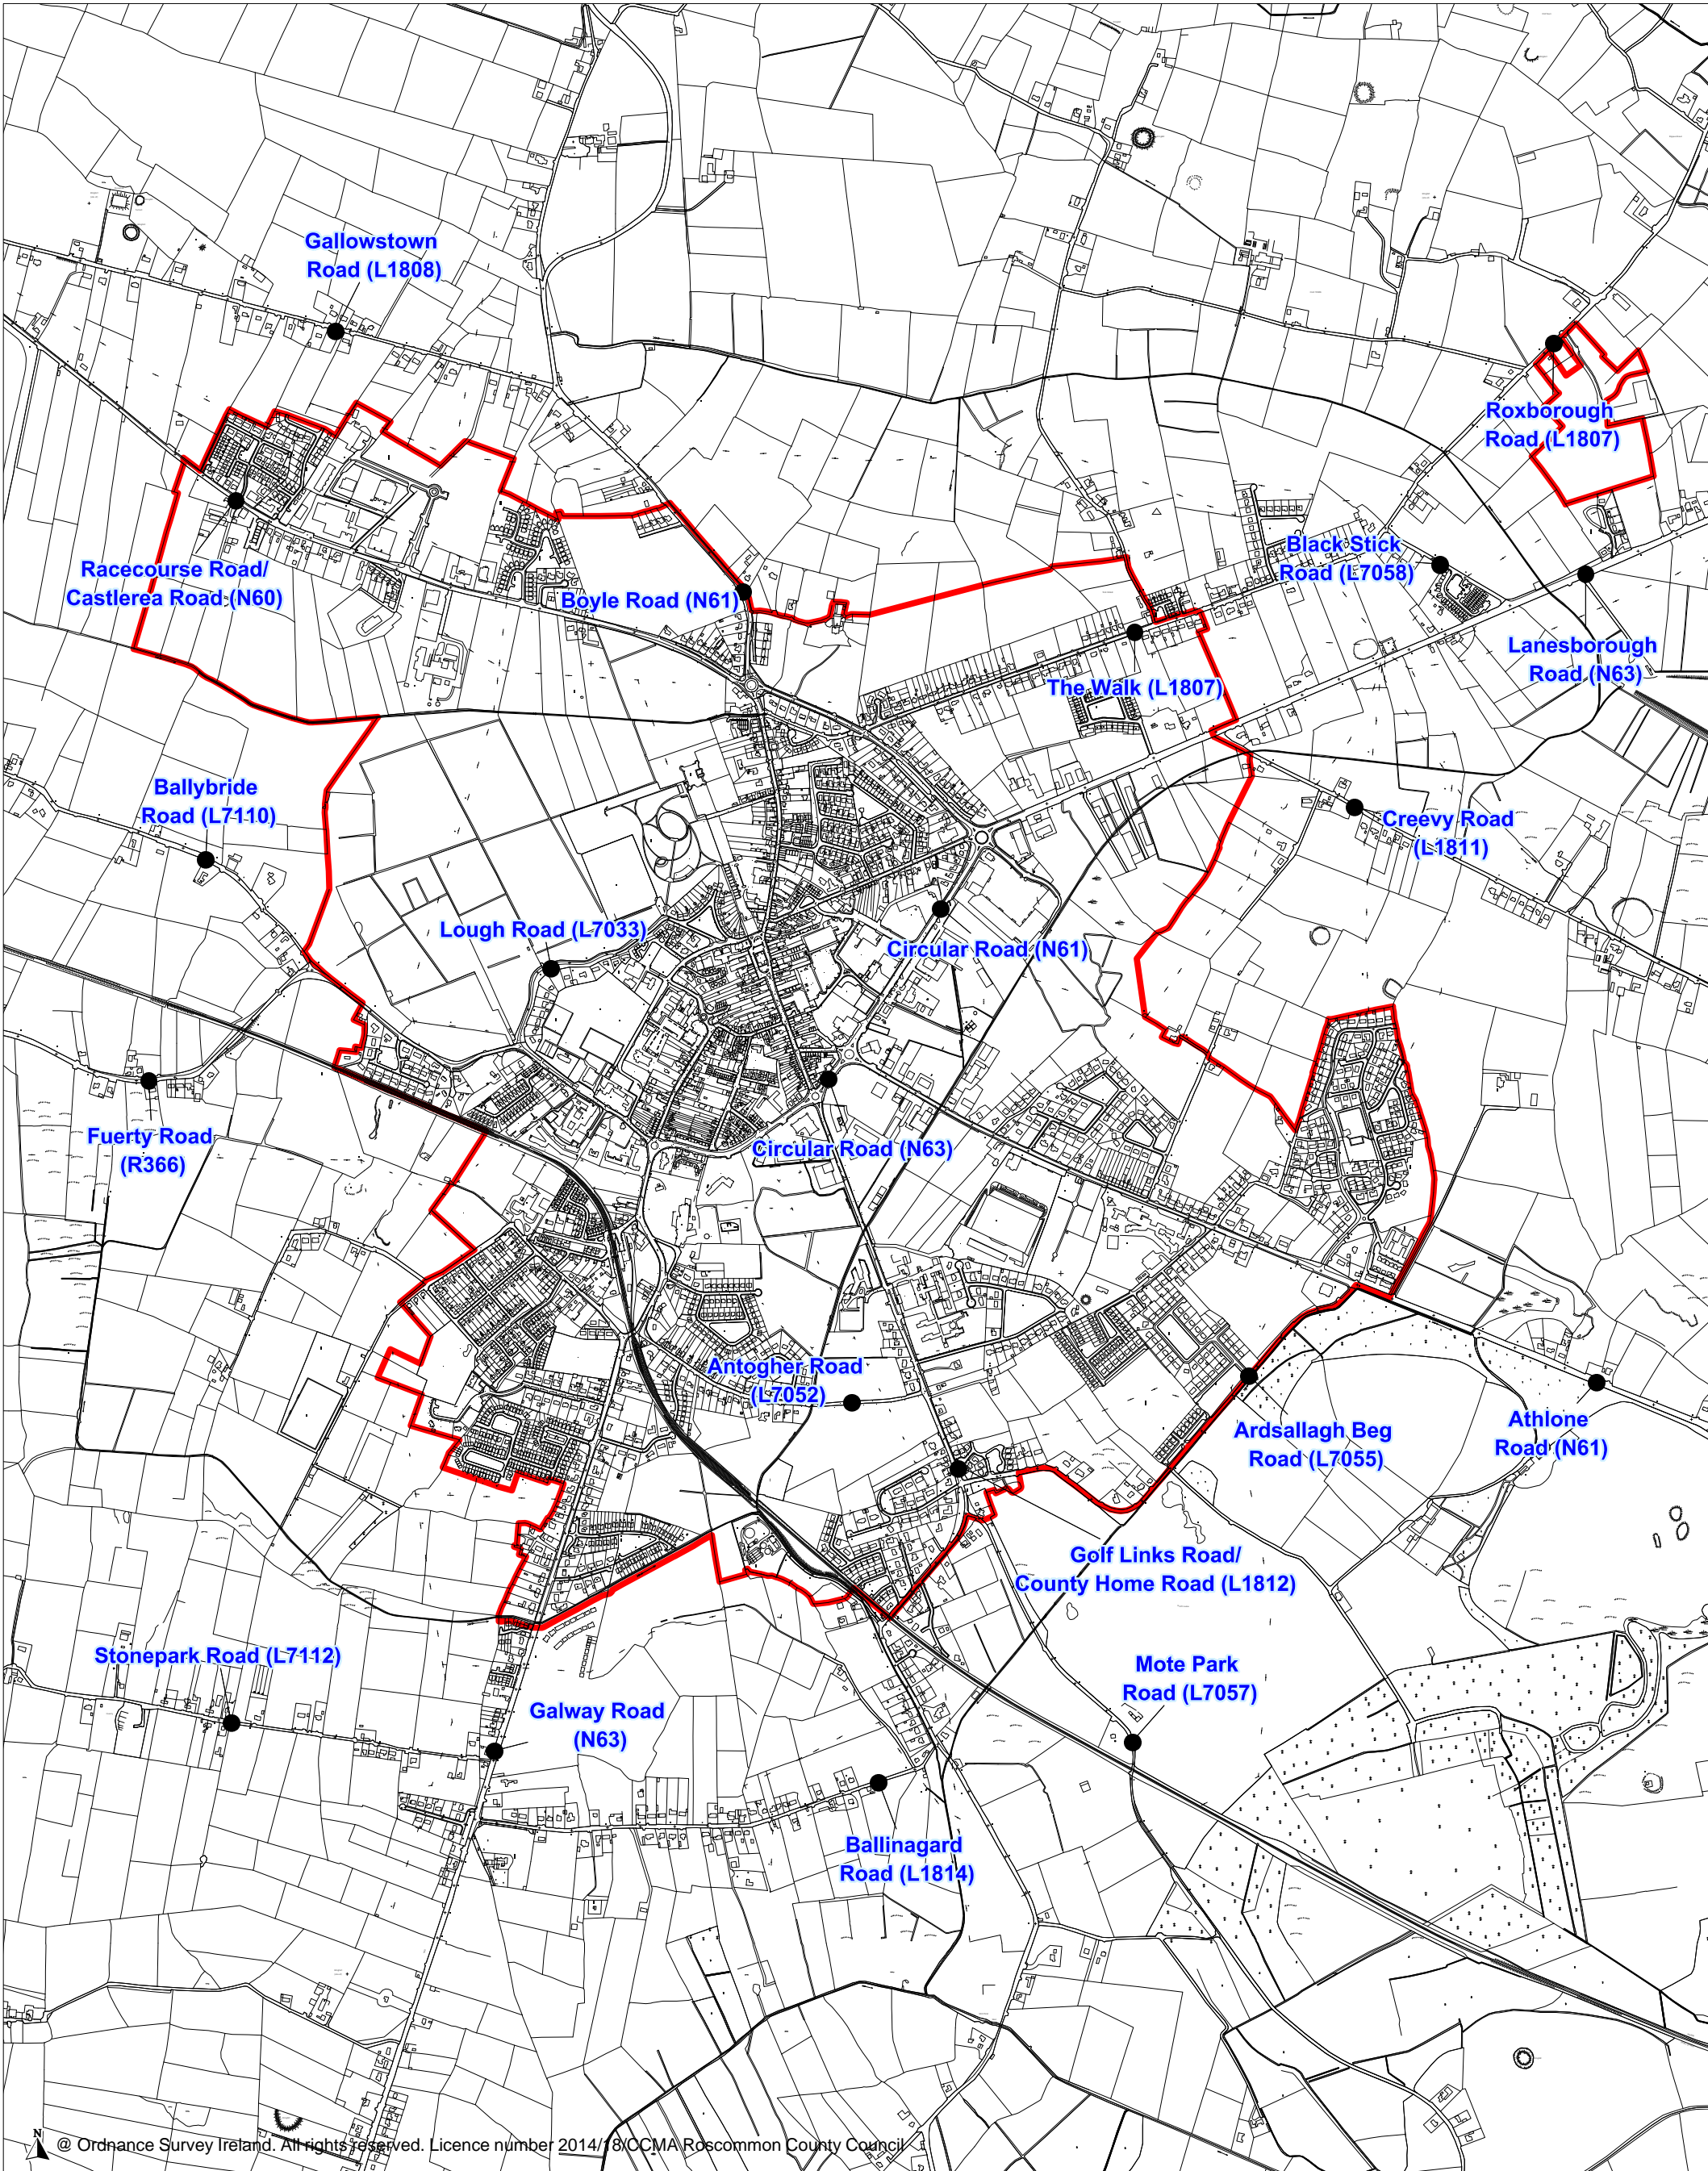 Gallowstown
Road (L1808)
Roxborough
Road (L1807)
Black Stick
Road (L7058)
Racecourse Road/
Castlerea Road (N60)
Boyle Road (N61)
Lanesborough
Road (N63)
The Walk (L1807)
Ballybride
Road (L7110)
Creevy Road
(L1811)
Lough Road (L7033)
Circular Road (N61)
Fuerty Road
(R366)
Circular Road (N63)
Antogher Road
(L7052)
Ardsallagh Beg
Road (L7055)
Athlone
Road (N61)
Golf Links Road/
County Home Road (L1812)
Stonepark Road (L7112)
Mote Park
Road (L7057)
Galway Road
(N63)
Ballinagard
Road (L1814)
N
@ Ordnance Survey Ireland. All rights reserved. Licence number 2014/18/CCMA Roscommon County Council